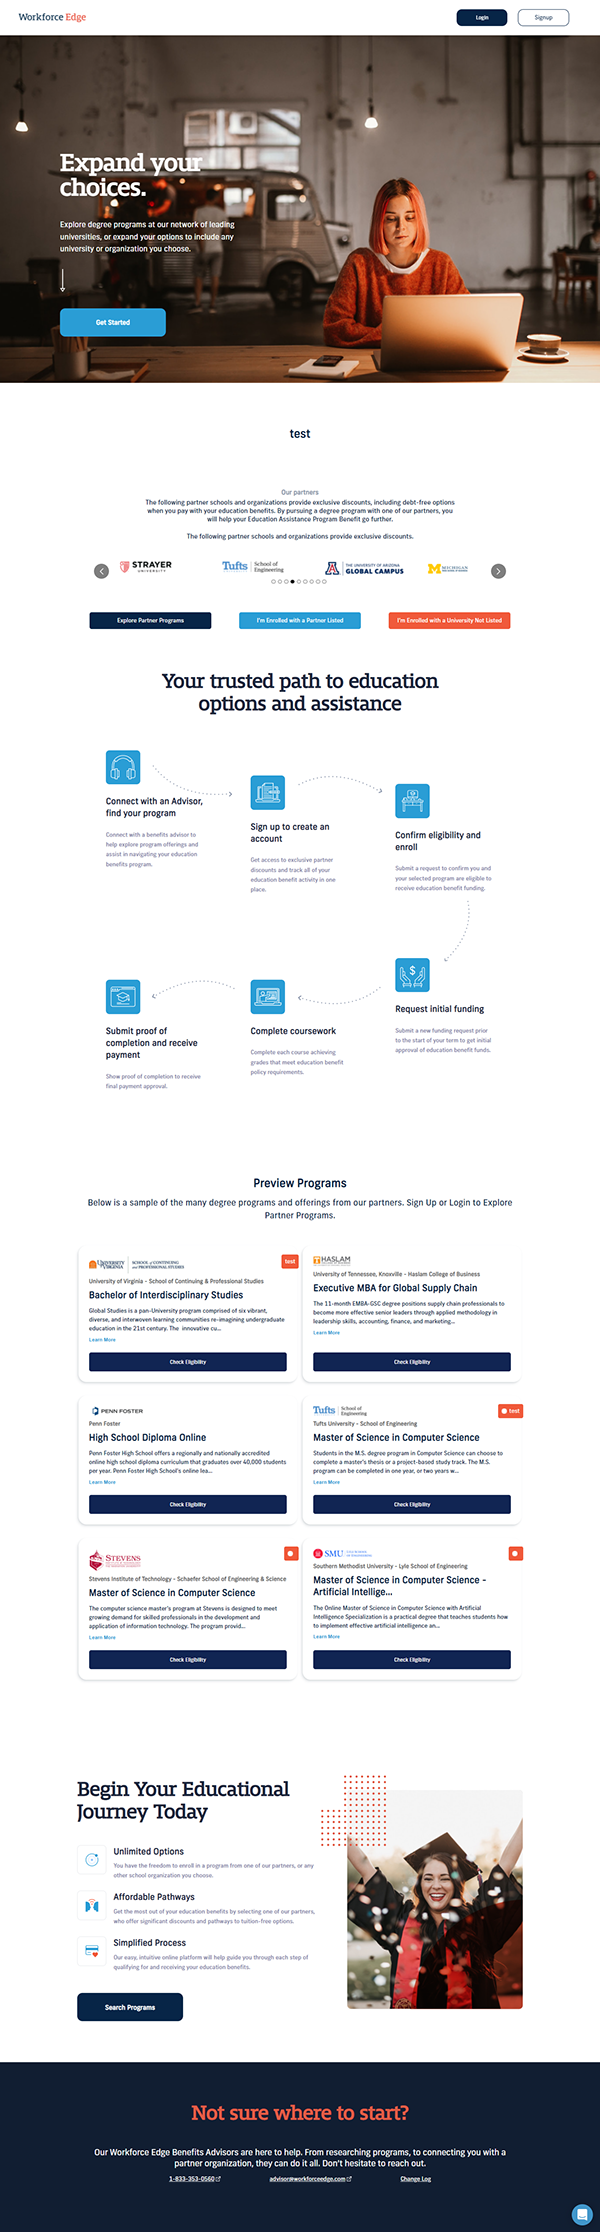 Workforce Edge
Login
Signup
Expand your
choices.
Explore degree programs at our network of leading
universities, or expand your options to include any
university or organization you choose.
Get Started
test
Our partners
The following partner schools and organizations provide exclusive discounts, including debt-free options
when you pay with your education benefits. By pursuing a degree program with one of our partners, you
will help your Education Assistance Program Benefit go further.
The following partner schools and organizations provide exclusive discounts.
STRAYER
UNIVERSITY
Tufts School of
Engineering
THE UNIVERSITY OF ARIZONA
GLOBAL CAMPUS
MICHIGAN
Explore Partner Programs
I'm Enrolled with a Partner Listed
I'm Enrolled with a University Not Listed
Your trusted path to education
options and assistance
Connect with an Advisor,
find your program
Connect with a benefits advisor to
help explore program offerings and
assist in navigating your education
benefits program.
Sign up to create an
account
Get access to exclusive partner
discounts and track all of your
education benefit activity in one
place.
Confirm eligibility and
enroll
Submit a request to confirm you and
your selected program are eligible to
receive education benefit funding.
Submit proof of
completion and receive
payment
Show proof of completion to receive
final payment approval.
Complete coursework
Complete each course achieving
grades that meet education benefit
policy requirements.
Request initial funding
Submit a new funding request prior
to the start of your term to get initial
approval of education benefit funds.
Preview Programs
Below is a sample of the many degree programs and offerings from our partners. Sign Up or Login to Explore
Partner Programs.
UNIVERSITY of VIRGINIA SCHOOL of CONTINUING & PROFESSIONAL STUDIES
test
University of Virginia - School of Continuing & Professional Studies
Bachelor of Interdisciplinary Studies
Global Studies is a pan-University program comprised of six vibrant,
diverse, and interwoven learning communities re-imagining undergraduate
education in the 21st century. The innovative cu...
Learn More
Check Eligibility
HASLAM
University of Tennessee, Knoxville - Haslam College of Business
Executive MBA for Global Supply Chain
The 11-month EMBA-GSC degree positions supply chain professionals to
become more effective senior leaders through applied methodology in
leadership skills, accounting, finance, and marketing...
Learn More
Check Eligibility
PENN FOSTER
Penn Foster
High School Diploma Online
Penn Foster High School offers a regionally and nationally accredited
online high school diploma curriculum that graduates over 40,000 students
per year. Penn Foster High School's online lea...
Learn More
Check Eligibility
Tufts School of
Engineering
test
Tufts University - School of Engineering
Master of Science in Computer Science
Students in the M.S. degree program in Computer Science can choose to
complete a master's thesis or a project-based study track. The M.S.
program can be completed in one year, or two years w...
Learn More
Check Eligibility
STEVENS
Stevens Institute of Technology - Schaefer School of Engineering & Science
Master of Science in Computer Science
The computer science master's program at Stevens is designed to meet
growing demand for skilled professionals in the development and
application of information technology. The program provid...
Learn More
Check Eligibility
SMU
Southern Methodist University - Lyle School of Engineering
Master of Science in Computer Science -
Artificial Intellige...
The Online Master of Science in Computer Science with Artificial
Intelligence Specialization is a practical degree that teaches students how
to implement effective artificial intelligence an...
Learn More
Check Eligibility
Begin Your Educational
Journey Today
Unlimited Options
You have the freedom to enroll in a program from one of our partners, or any
other school organization you choose.
Affordable Pathways
Get the most out of your education benefits by selecting one of our partners,
who offer significant discounts and pathways to tuition-free options.
Simplified Process
Our easy, intuitive online platform will help guide you through each step of
qualifying for and receiving your education benefits.
Search Programs
Not sure where to start?
Our Workforce Edge Benefits Advisors are here to help. From researching programs, to connecting you with a
partner organization, they can do it all. Don't hesitate to reach out.
1-833-353-0560
advisor@workforceedge.com
Change Log